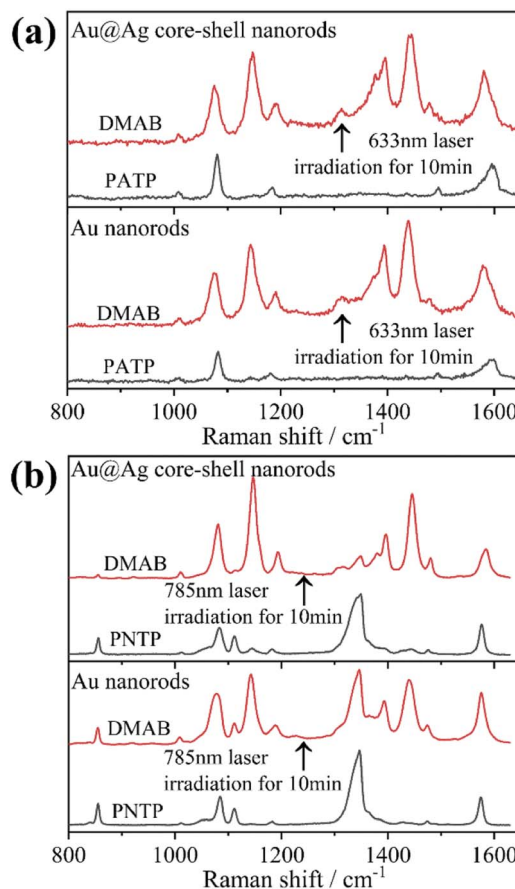 (a)
Au@Ag core-shell nanorods
DMAB
633nm laser
irradiation for 10min
PATP
Au nanorods
DMAB
633nm laser
irradiation for 10min
PATP
800 1000 1200 1400 1600
Raman shift / cm-1
(b)
Au@Ag core-shell nanorods
DMAB
785nm laser
irradiation for 10min
PNTP
Au nanorods
DMAB
785nm laser
irradiation for 10min
PNTP
800 1000 1200 1400 1600
Raman shift / cm-1